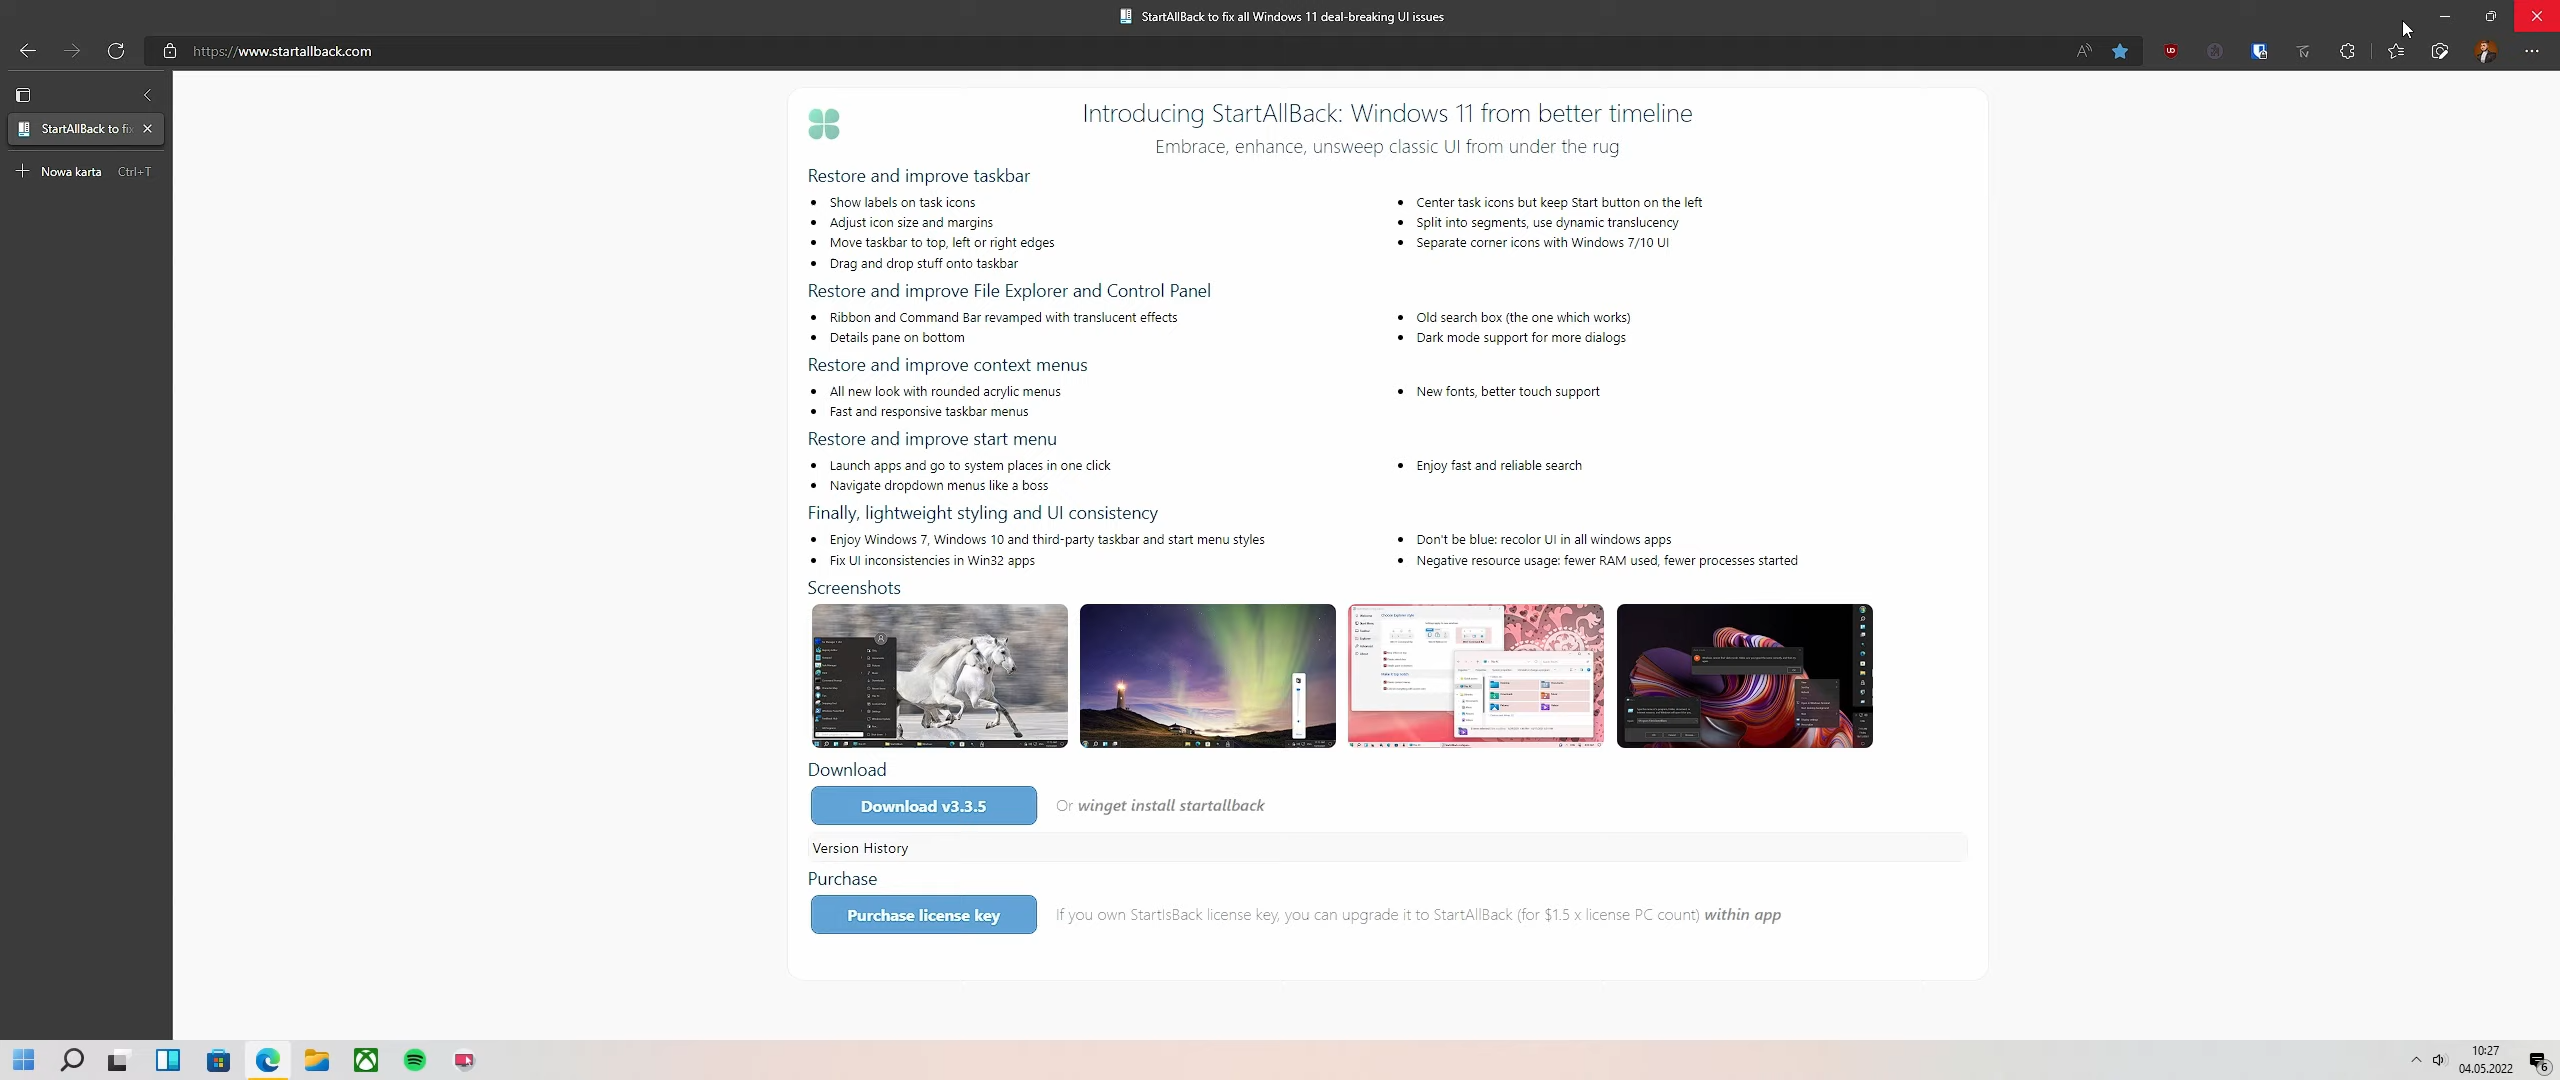 StartAllBack to fix all Windows 11 deal-breaking UI issues
https://www.startallback.com
StartAllBack to fix
Nowa karta Ctrl+T
Introducing StartAllBack: Windows 11 from better timeline
Embrace, enhance, unsweep classic UI from under the rug
Restore and improve taskbar
Show labels on task icons
Adjust icon size and margins
Move taskbar to top, left or right edges
Drag and drop stuff onto taskbar
Center task icons but keep Start button on the left
Split into segments, use dynamic translucency
Separate corner icons with Windows 7/10 UI
Restore and improve File Explorer and Control Panel
Ribbon and Command Bar revamped with translucent effects
Details pane on bottom
Old search box (the one which works)
Dark mode support for more dialogs
Restore and improve context menus
All new look with rounded acrylic menus
Fast and responsive taskbar menus
New fonts, better touch support
Restore and improve start menu
Launch apps and go to system places in one click
Navigate dropdown menus like a boss
Enjoy fast and reliable search
Finally, lightweight styling and UI consistency
Enjoy Windows 7, Windows 10 and third-party taskbar and start menu styles
Fix UI inconsistencies in Win32 apps
Don't be blue: recolor UI in all windows apps
Negative resource usage: fewer RAM used, fewer processes started
Screenshots
Download
Download v3.3.5 Or winget install startallback
Version History
Purchase
Purchase license key If you own StartIsBack license key, you can upgrade it to StartAllBack (for $1.5 x license PC count) within app
10:27
04.05.2022
6